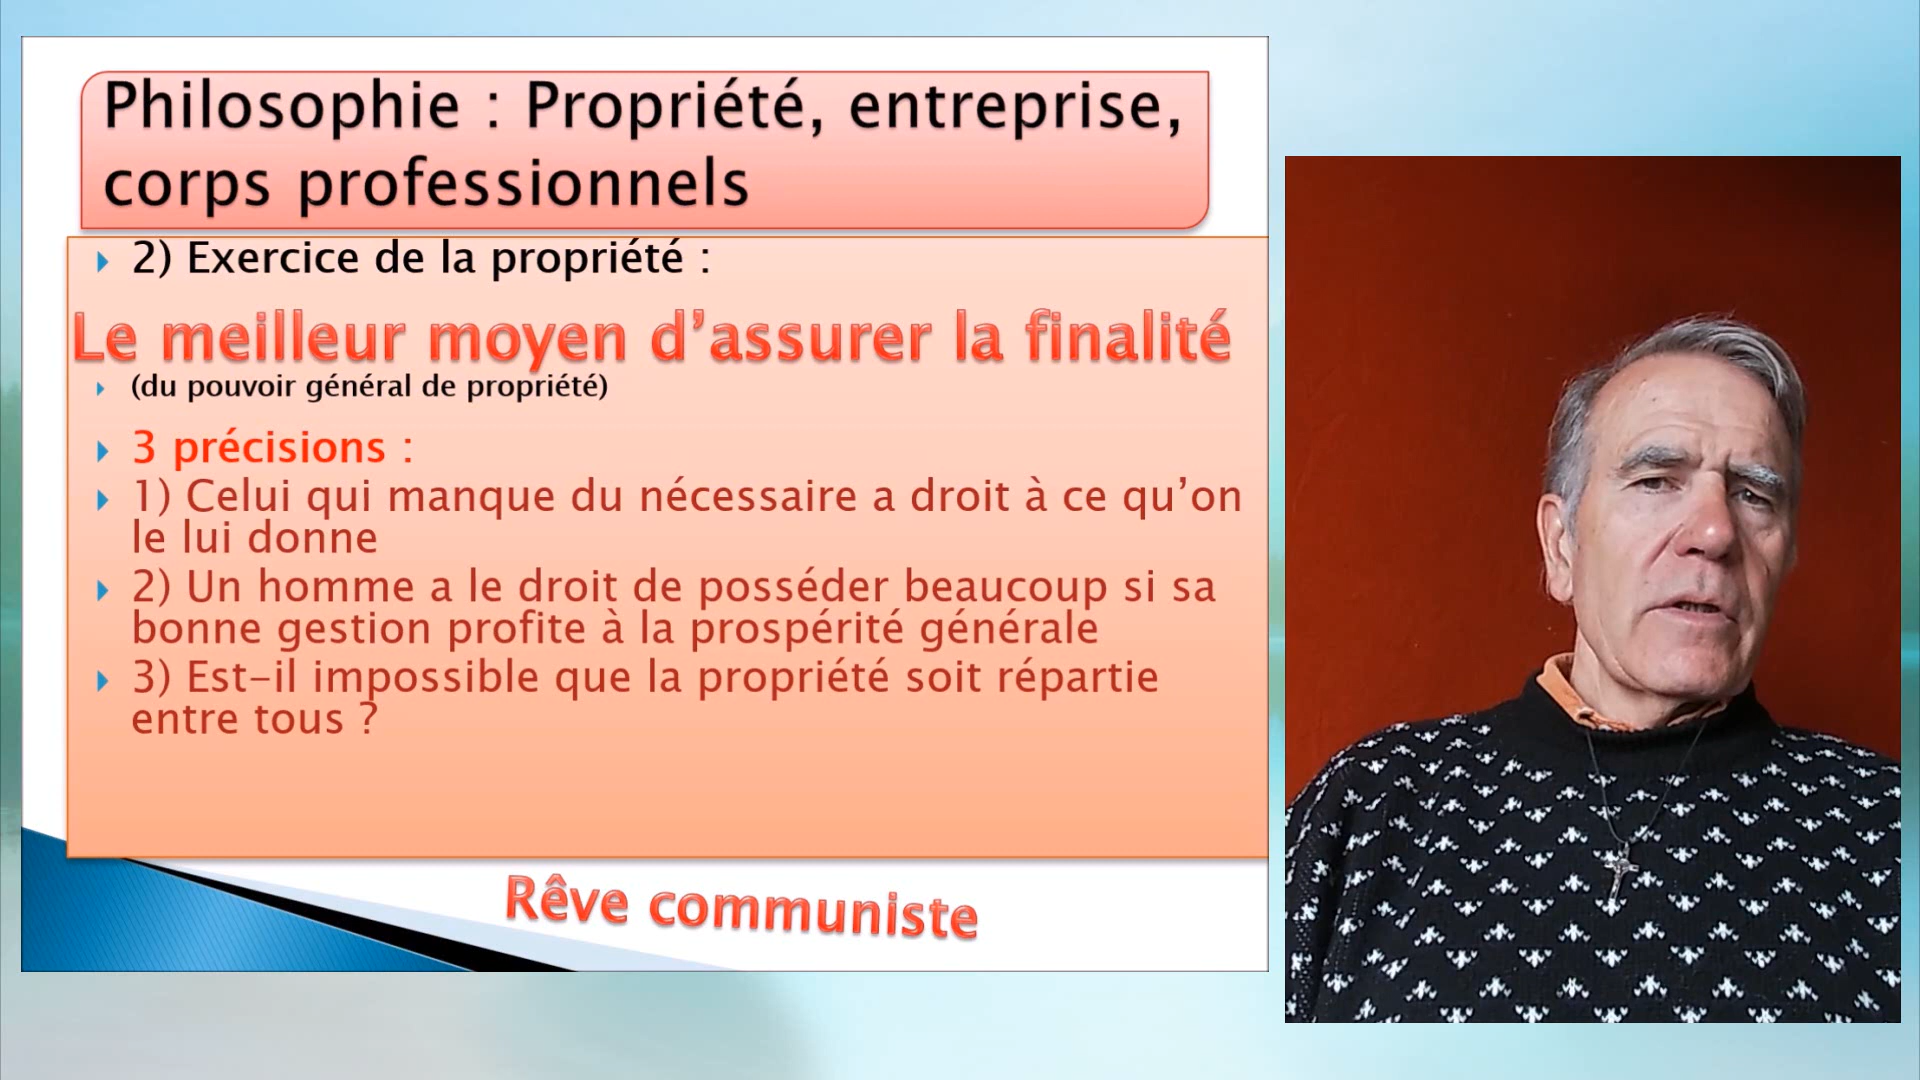 Philosophie : Propriété, entreprise,
corps professionnels
2) Exercice de la propriété :
Le meilleur moyen d’assurer la finalité
(du pouvoir général de propriété)
3 précisions :
1) Celui qui manque du nécessaire a droit à ce qu’on
le lui donne
2) Un homme a le droit de posséder beaucoup si sa
bonne gestion profite à la prospérité générale
3) Est-il impossible que la propriété soit répartie
entre tous ?
Rêve communiste